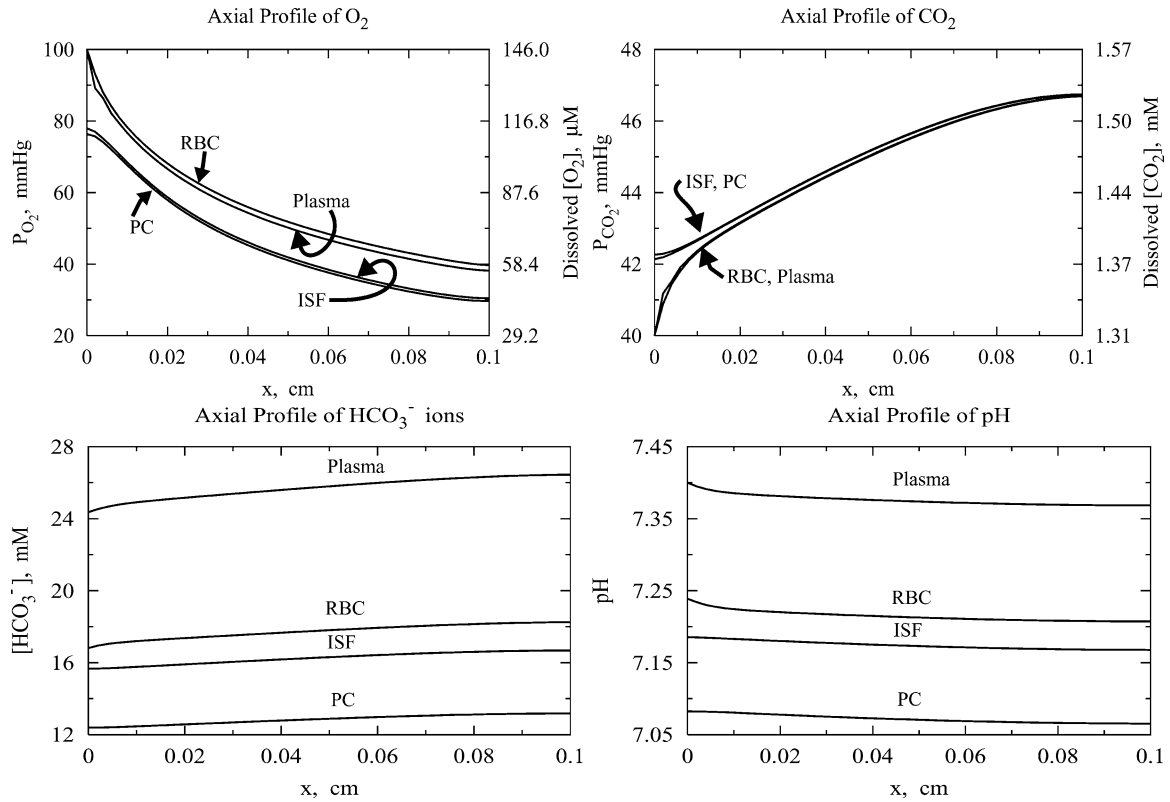 Axial Profile of O2
100
80
60
40
20
P_O2, mmHg
146.0
116.8
87.6
58.4
29.2
Dissolved [O2], μM
RBC
Plasma
PC
ISF
0 0.02 0.04 0.06 0.08 0.1
x, cm
Axial Profile of CO2
48
46
44
42
40
P_CO2, mmHg
1.57
1.50
1.44
1.37
1.31
Dissolved [CO2], mM
ISF, PC
RBC, Plasma
0 0.02 0.04 0.06 0.08 0.1
x, cm
Axial Profile of HCO3- ions
28
24
20
16
12
[HCO3-], mM
Plasma
RBC
ISF
PC
0 0.02 0.04 0.06 0.08 0.1
x, cm
Axial Profile of pH
7.45
7.35
7.25
7.15
7.05
pH
Plasma
RBC
ISF
PC
0 0.02 0.04 0.06 0.08 0.1
x, cm